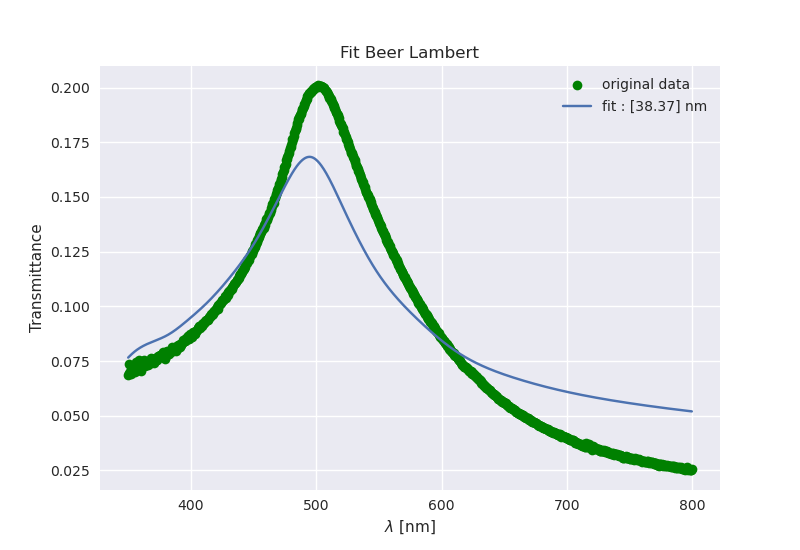 Fit Beer Lambert
original data
fit : [38.37] nm
Transmittance
0.200
0.175
0.150
0.125
0.100
0.075
0.050
0.025
400 500 600 700 800
λ [nm]